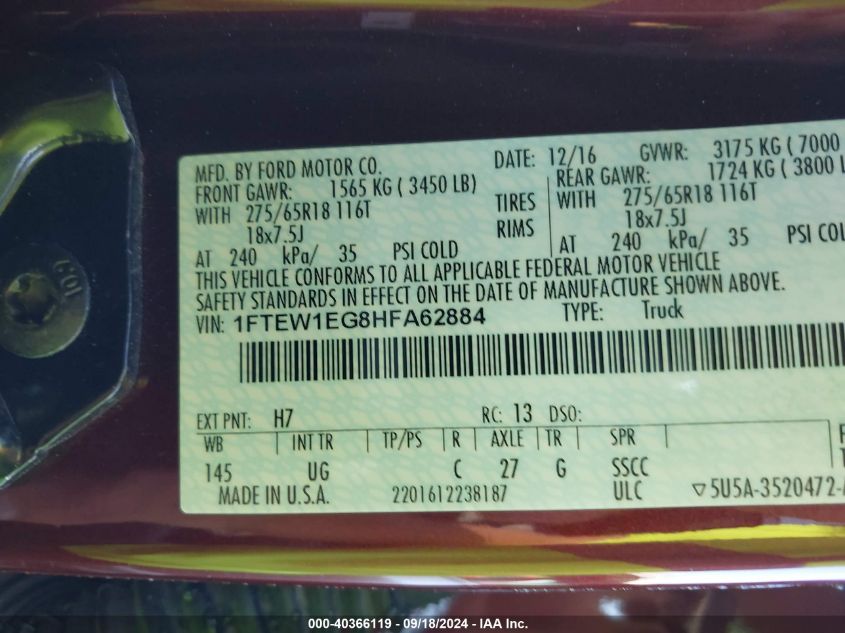 MFD. BY FORD MOTOR CO. DATE: 12/16 GVWR: 3175 KG ( 7000
FRONT GAWR: 1565 KG ( 3450 LB) REAR GAWR: 1724 KG ( 3800 L
WITH 275/65R18 116T TIRES WITH 275/65R18 116T
18x7.5J RIMS 18x7.5J
AT 240 kPa/ 35 PSI COLD AT 240 kPa/ 35 PSI COL
THIS VEHICLE CONFORMS TO ALL APPLICABLE FEDERAL MOTOR VEHICLE
SAFETY STANDARDS IN EFFECT ON THE DATE OF MANUFACTURE SHOWN ABOVE.
VIN: 1FTEW1EG8HFA62884 TYPE: Truck
EXT PNT: H7 RC: 13 DSO:
WB INT TR TP/PS R AXLE TR SPR
145 UG C 27 G SSCC
MADE IN U.S.A. 2201612238187 ULC ▽5U5A-3520472-
10.9
000-40366119 - 09/18/2024 - IAA Inc.